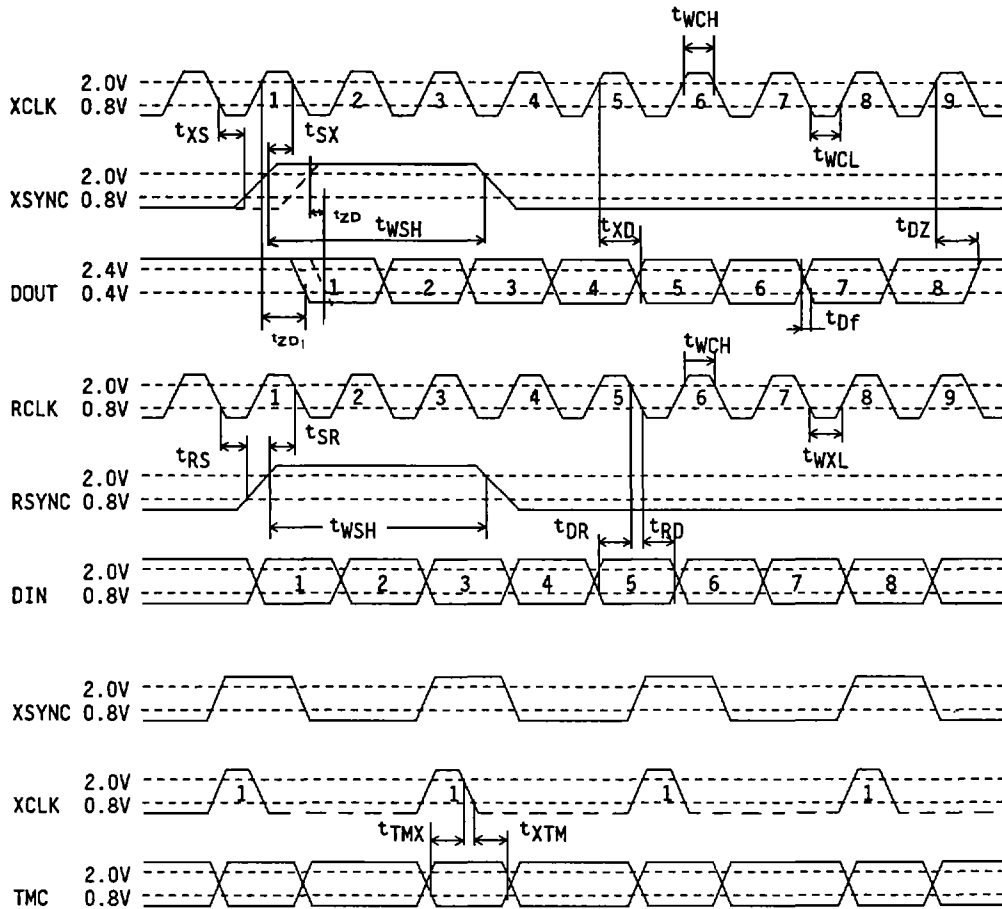 tWCH
2.0V
XCLK 0.8V 1 2 3 4 5 6 7 8 9
tXS tSX tWCL
2.0V
XSYNC 0.8V
tZD tWSH tXD tDZ
2.4V
DOUT 0.4V 1 2 3 4 5 6 7 8
tZD1 tDf
tWCH
2.0V
RCLK 0.8V 1 2 3 4 5 6 7 8 9
tRS tSR tWXL
2.0V
RSYNC 0.8V
tWSH tDR tRD
2.0V
DIN 0.8V 1 2 3 4 5 6 7 8
2.0V
XSYNC 0.8V
2.0V
XCLK 0.8V 1 1 1 1
tTMX tXTM
2.0V
TMC 0.8V